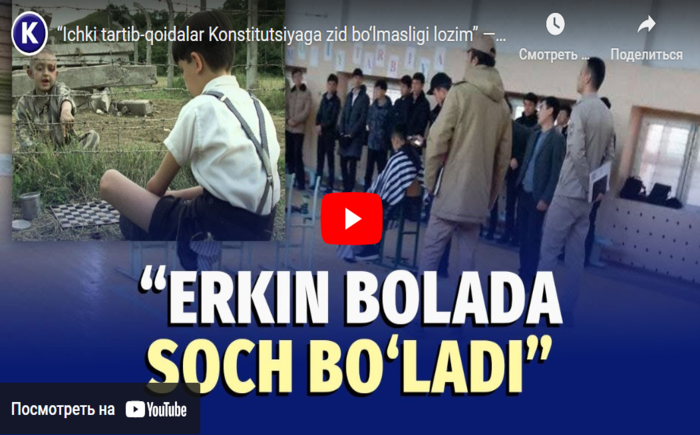 K
“Ichki tartib-qoidalar Konstitutsiyaga zid bo‘lmasligi lozim” —...
Смотреть ...
Поделиться
“ERKIN BOLADA
SOCH BO‘LADI”
Посмотреть на YouTube